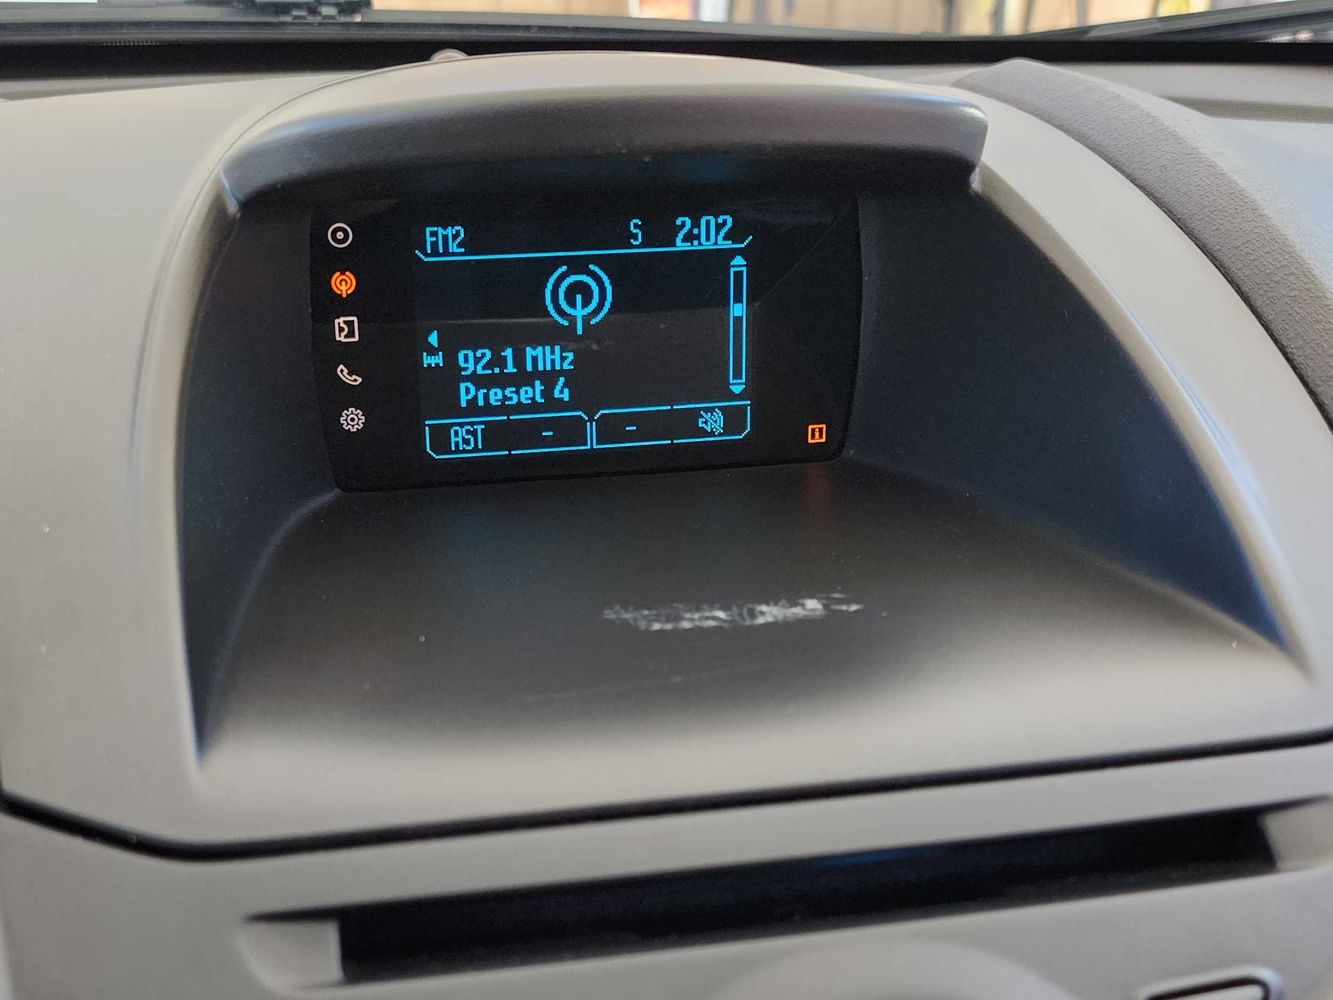 FM2 S 2:02
92.1 MHz
Preset 4
AST - -